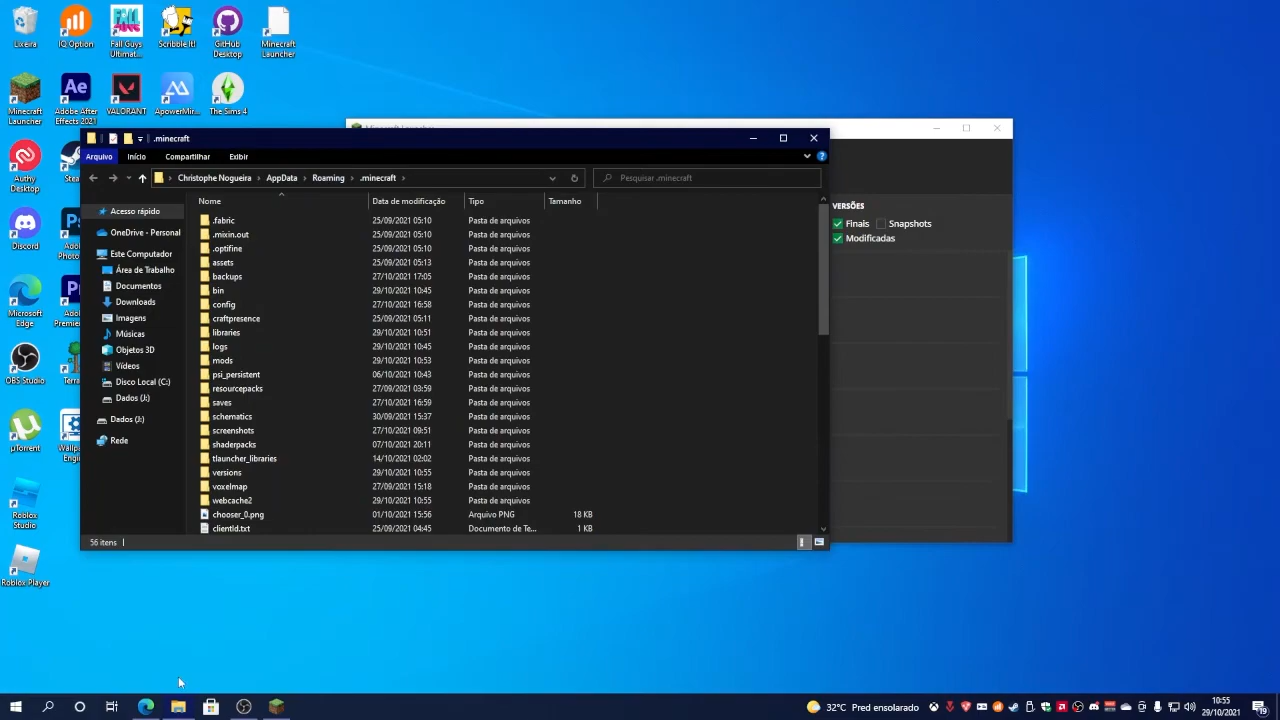 Lixeira
IQ Option
Fall Guys
Ultimat...
Scribble It!
GitHub
Desktop
Minecraft
Launcher
Minecraft
Launcher
Adobe After
Effects 2021
VALORANT
ApowerMir...
The Sims 4
Authy
Desktop
Stea
Discord
Ado
Photo
Microsoft
Edge
Ado
Premier
OBS Studio
Terra
µTorrent
Wallp
Engi
Roblox
Studio
Roblox Player
Minecraft Launcher
.minecraft
Arquivo
Início
Compartilhar
Exibir
Christophe Nogueira
AppData
Roaming
.minecraft
Pesquisar .minecraft
Nome
Data de modificação
Tipo
Tamanho
Acesso rápido
OneDrive - Personal
Este Computador
Área de Trabalho
Documentos
Downloads
Imagens
Músicas
Objetos 3D
Vídeos
Disco Local (C:)
Dados (J:)
Dados (J:)
Rede
.fabric 25/09/2021 05:10 Pasta de arquivos
.mixin.out 25/09/2021 05:10 Pasta de arquivos
.optifine 25/09/2021 05:10 Pasta de arquivos
assets 25/09/2021 05:13 Pasta de arquivos
backups 27/10/2021 17:05 Pasta de arquivos
bin 29/10/2021 10:45 Pasta de arquivos
config 27/10/2021 16:58 Pasta de arquivos
craftpresence 25/09/2021 05:11 Pasta de arquivos
libraries 29/10/2021 10:51 Pasta de arquivos
logs 29/10/2021 10:45 Pasta de arquivos
mods 29/10/2021 10:53 Pasta de arquivos
psi_persistent 06/10/2021 10:43 Pasta de arquivos
resourcepacks 27/09/2021 03:59 Pasta de arquivos
saves 27/10/2021 16:59 Pasta de arquivos
schematics 30/09/2021 15:37 Pasta de arquivos
screenshots 27/10/2021 09:51 Pasta de arquivos
shaderpacks 07/10/2021 20:11 Pasta de arquivos
tlauncher_libraries 14/10/2021 02:02 Pasta de arquivos
versions 29/10/2021 10:55 Pasta de arquivos
voxelmap 27/09/2021 15:18 Pasta de arquivos
webcache2 29/10/2021 10:55 Pasta de arquivos
chooser_0.png 01/10/2021 15:56 Arquivo PNG 18 KB
clientId.txt 25/09/2021 04:45 Documento de Te... 1 KB
56 itens
VERSÕES
Finals
Snapshots
Modificadas
32°C Pred ensolarado
10:55
29/10/2021